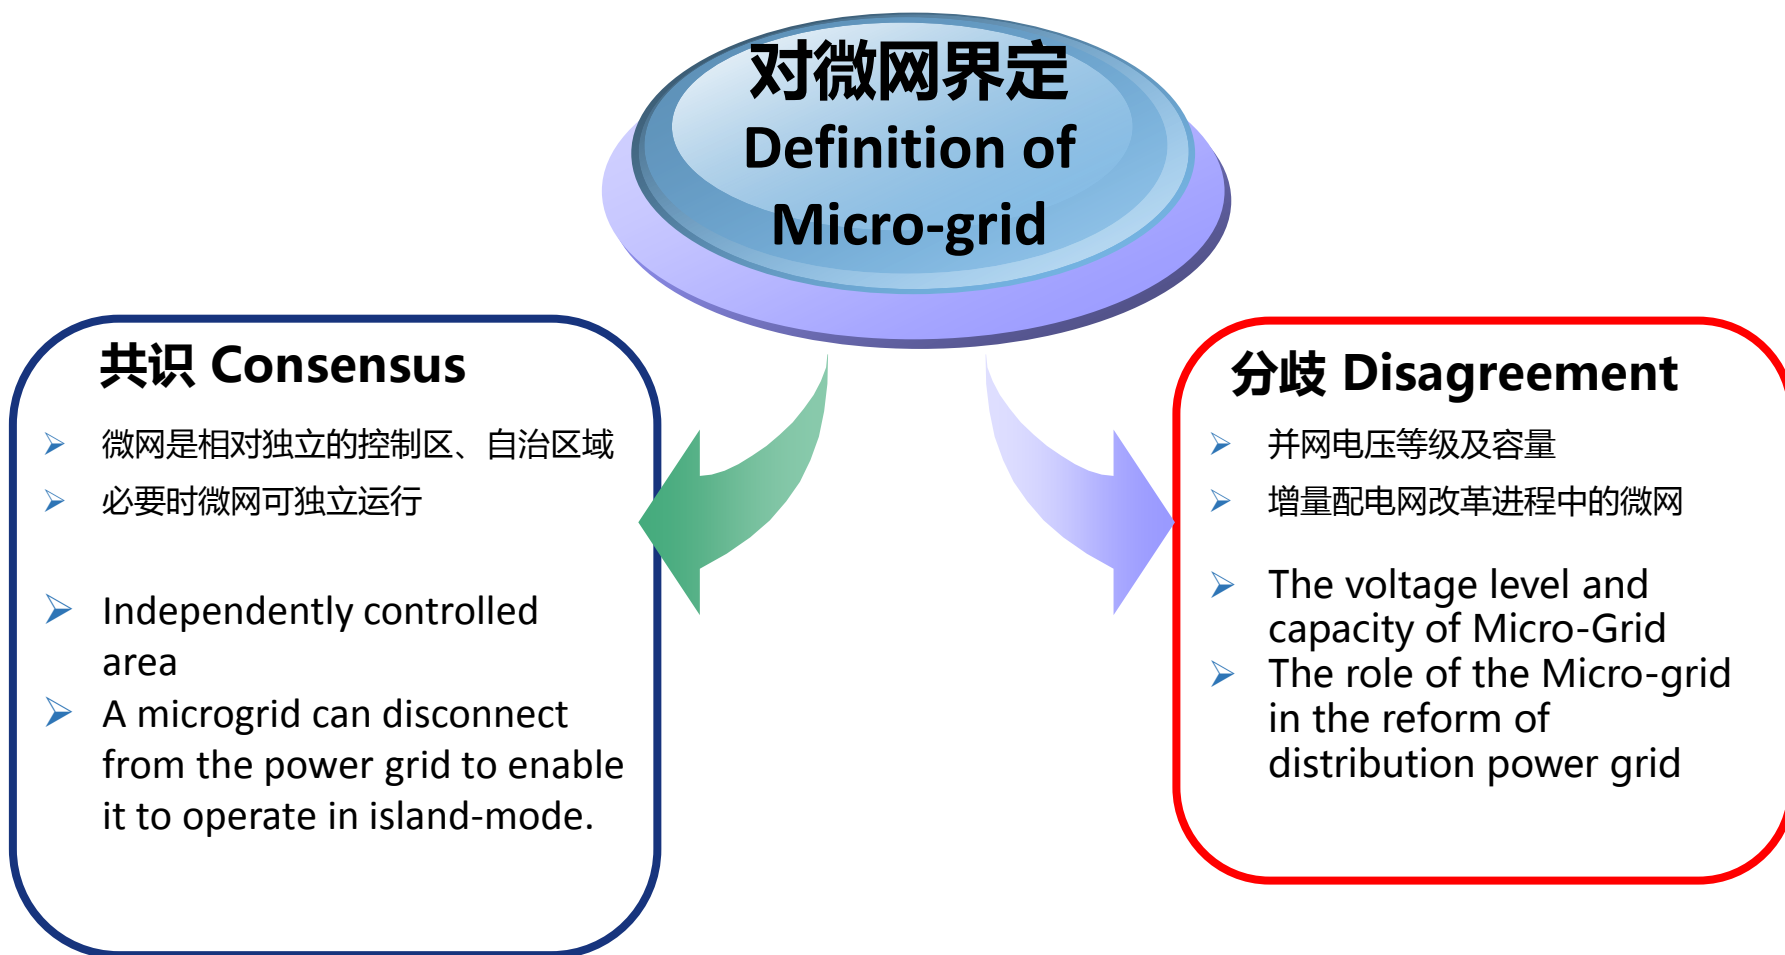 对微网界定
Definition of
Micro-grid
共识 Consensus
微网是相对独立的控制区、自治区域
必要时微网可独立运行
Independently controlled
area
A microgrid can disconnect
from the power grid to enable
it to operate in island-mode.
分歧 Disagreement
并网电压等级及容量
增量配电网改革进程中的微网
The voltage level and
capacity of Micro-Grid
The role of the Micro-grid
in the reform of
distribution power grid